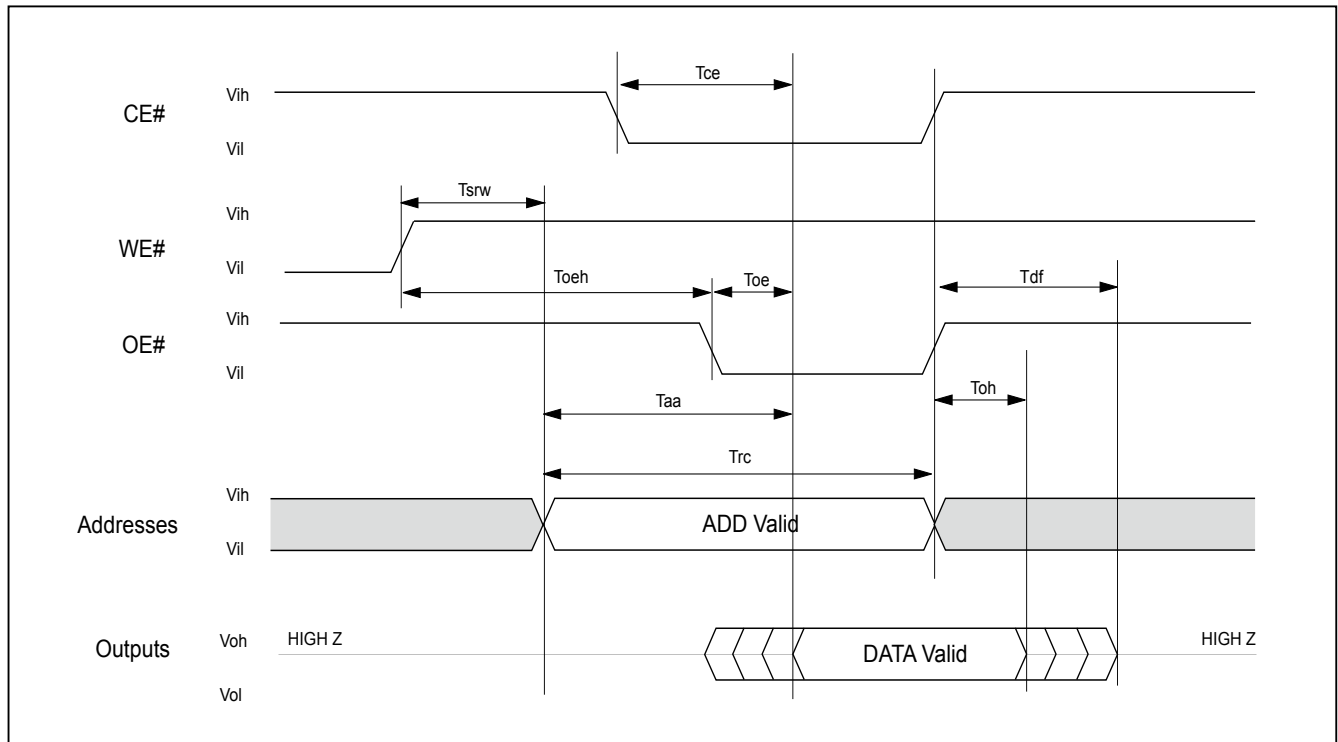 Tce
CE#
Vih
Vil
Tsrw
WE#
Vih
Vil
Toeh
Toe
Tdf
OE#
Vih
Vil
Toh
Taa
Trc
Addresses
Vih
Vil
ADD Valid
Outputs
Voh
Vol
HIGH Z
DATA Valid
HIGH Z